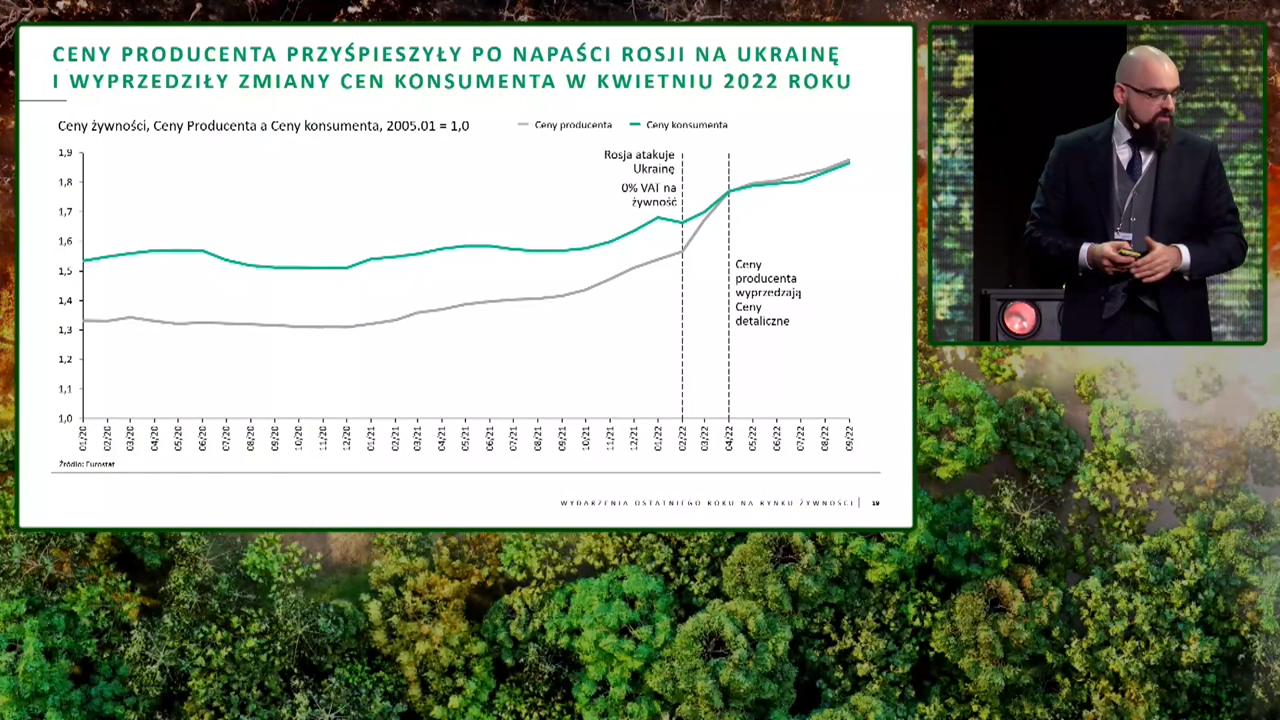 CENY PRODUCENTA PRZYŚPIESZYŁY PO NAPAŚCI ROSJI NA UKRAINĘ
I WYPRZEDZIŁY ZMIANY CEN KONSUMENTA W KWIETNIU 2022 ROKU
Ceny żywności, Ceny Producenta a Ceny konsumenta, 2005.01 = 1,0
Ceny producenta
Ceny konsumenta
1,9
1,8
1,7
1,6
1,5
1,4
1,3
1,2
1,1
1,0
Rosja atakuje
Ukrainę
0% VAT na
żywność
Ceny
producenta
wyprzedzają
Ceny
detaliczne
01/20
02/20
03/20
04/20
05/20
06/20
07/20
08/20
09/20
10/20
11/20
12/20
01/21
02/21
03/21
04/21
05/21
06/21
07/21
08/21
09/21
10/21
11/21
12/21
01/22
02/22
03/22
04/22
05/22
06/22
07/22
08/22
09/22
Źródło: Eurostat
WYDARZENIA OSTATNIEGO ROKU NA RYNKU ŻYWNOŚCI | 19